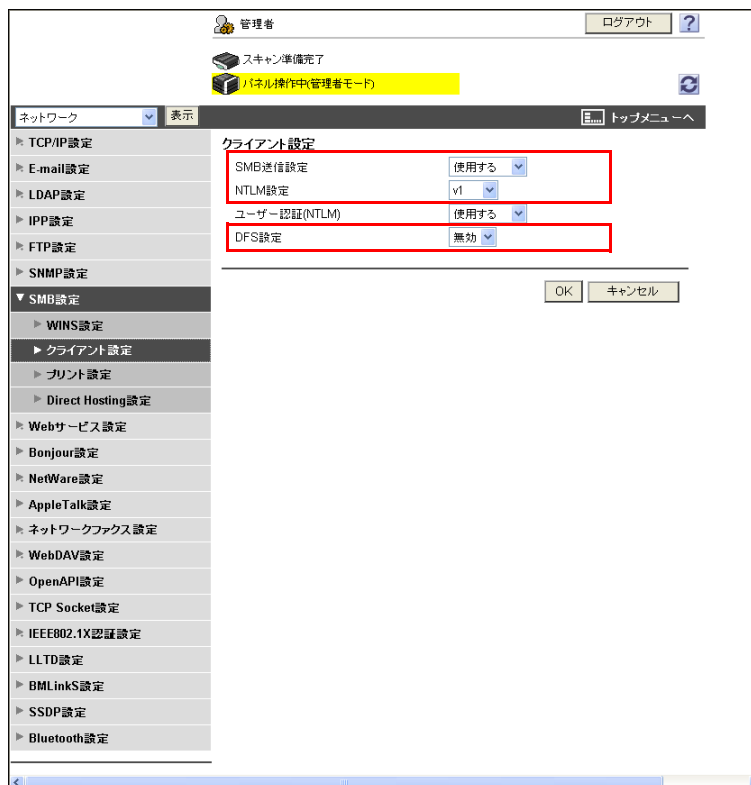 管理者
ログアウト
?
スキャン準備完了
パネル操作中(管理者モード)
ネットワーク
表示
トップメニューへ
TCP/IP設定
E-mail設定
LDAP設定
IPP設定
FTP設定
SNMP設定
SMB設定
WINS設定
クライアント設定
プリント設定
Direct Hosting設定
Webサービス設定
Bonjour設定
NetWare設定
AppleTalk設定
ネットワークファクス設定
WebDAV設定
OpenAPI設定
TCP Socket設定
IEEE802.1X認証設定
LLTD設定
BMLinkS設定
SSDP設定
Bluetooth設定
クライアント設定
SMB送信設定 使用する
NTLM設定 v1
ユーザー認証(NTLM) 使用する
DFS設定 無効
OK キャンセル